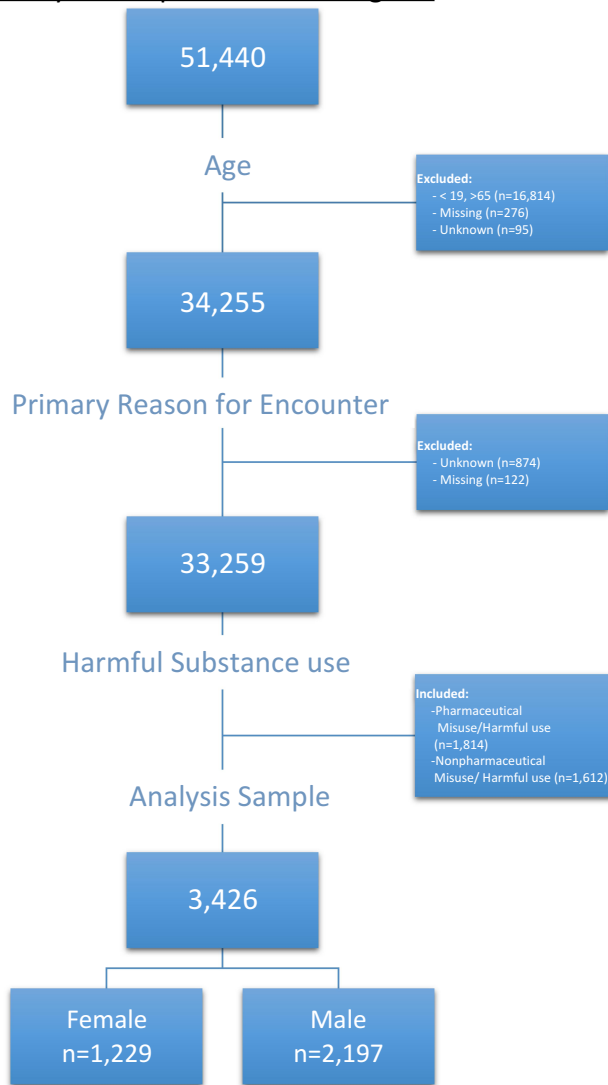 51,440
Age
Excluded:
- < 19, >65 (n=16,814)
- Missing (n=276)
- Unknown (n=95)
34,255
Primary Reason for Encounter
Excluded:
- Unknown (n=874)
- Missing (n=122)
33,259
Harmful Substance use
Included:
-Pharmaceutical
Misuse/Harmful use
(n=1,814)
-Nonpharmaceutical
Misuse/ Harmful use (n=1,612)
Analysis Sample
3,426
Female
n=1,229
Male
n=2,197